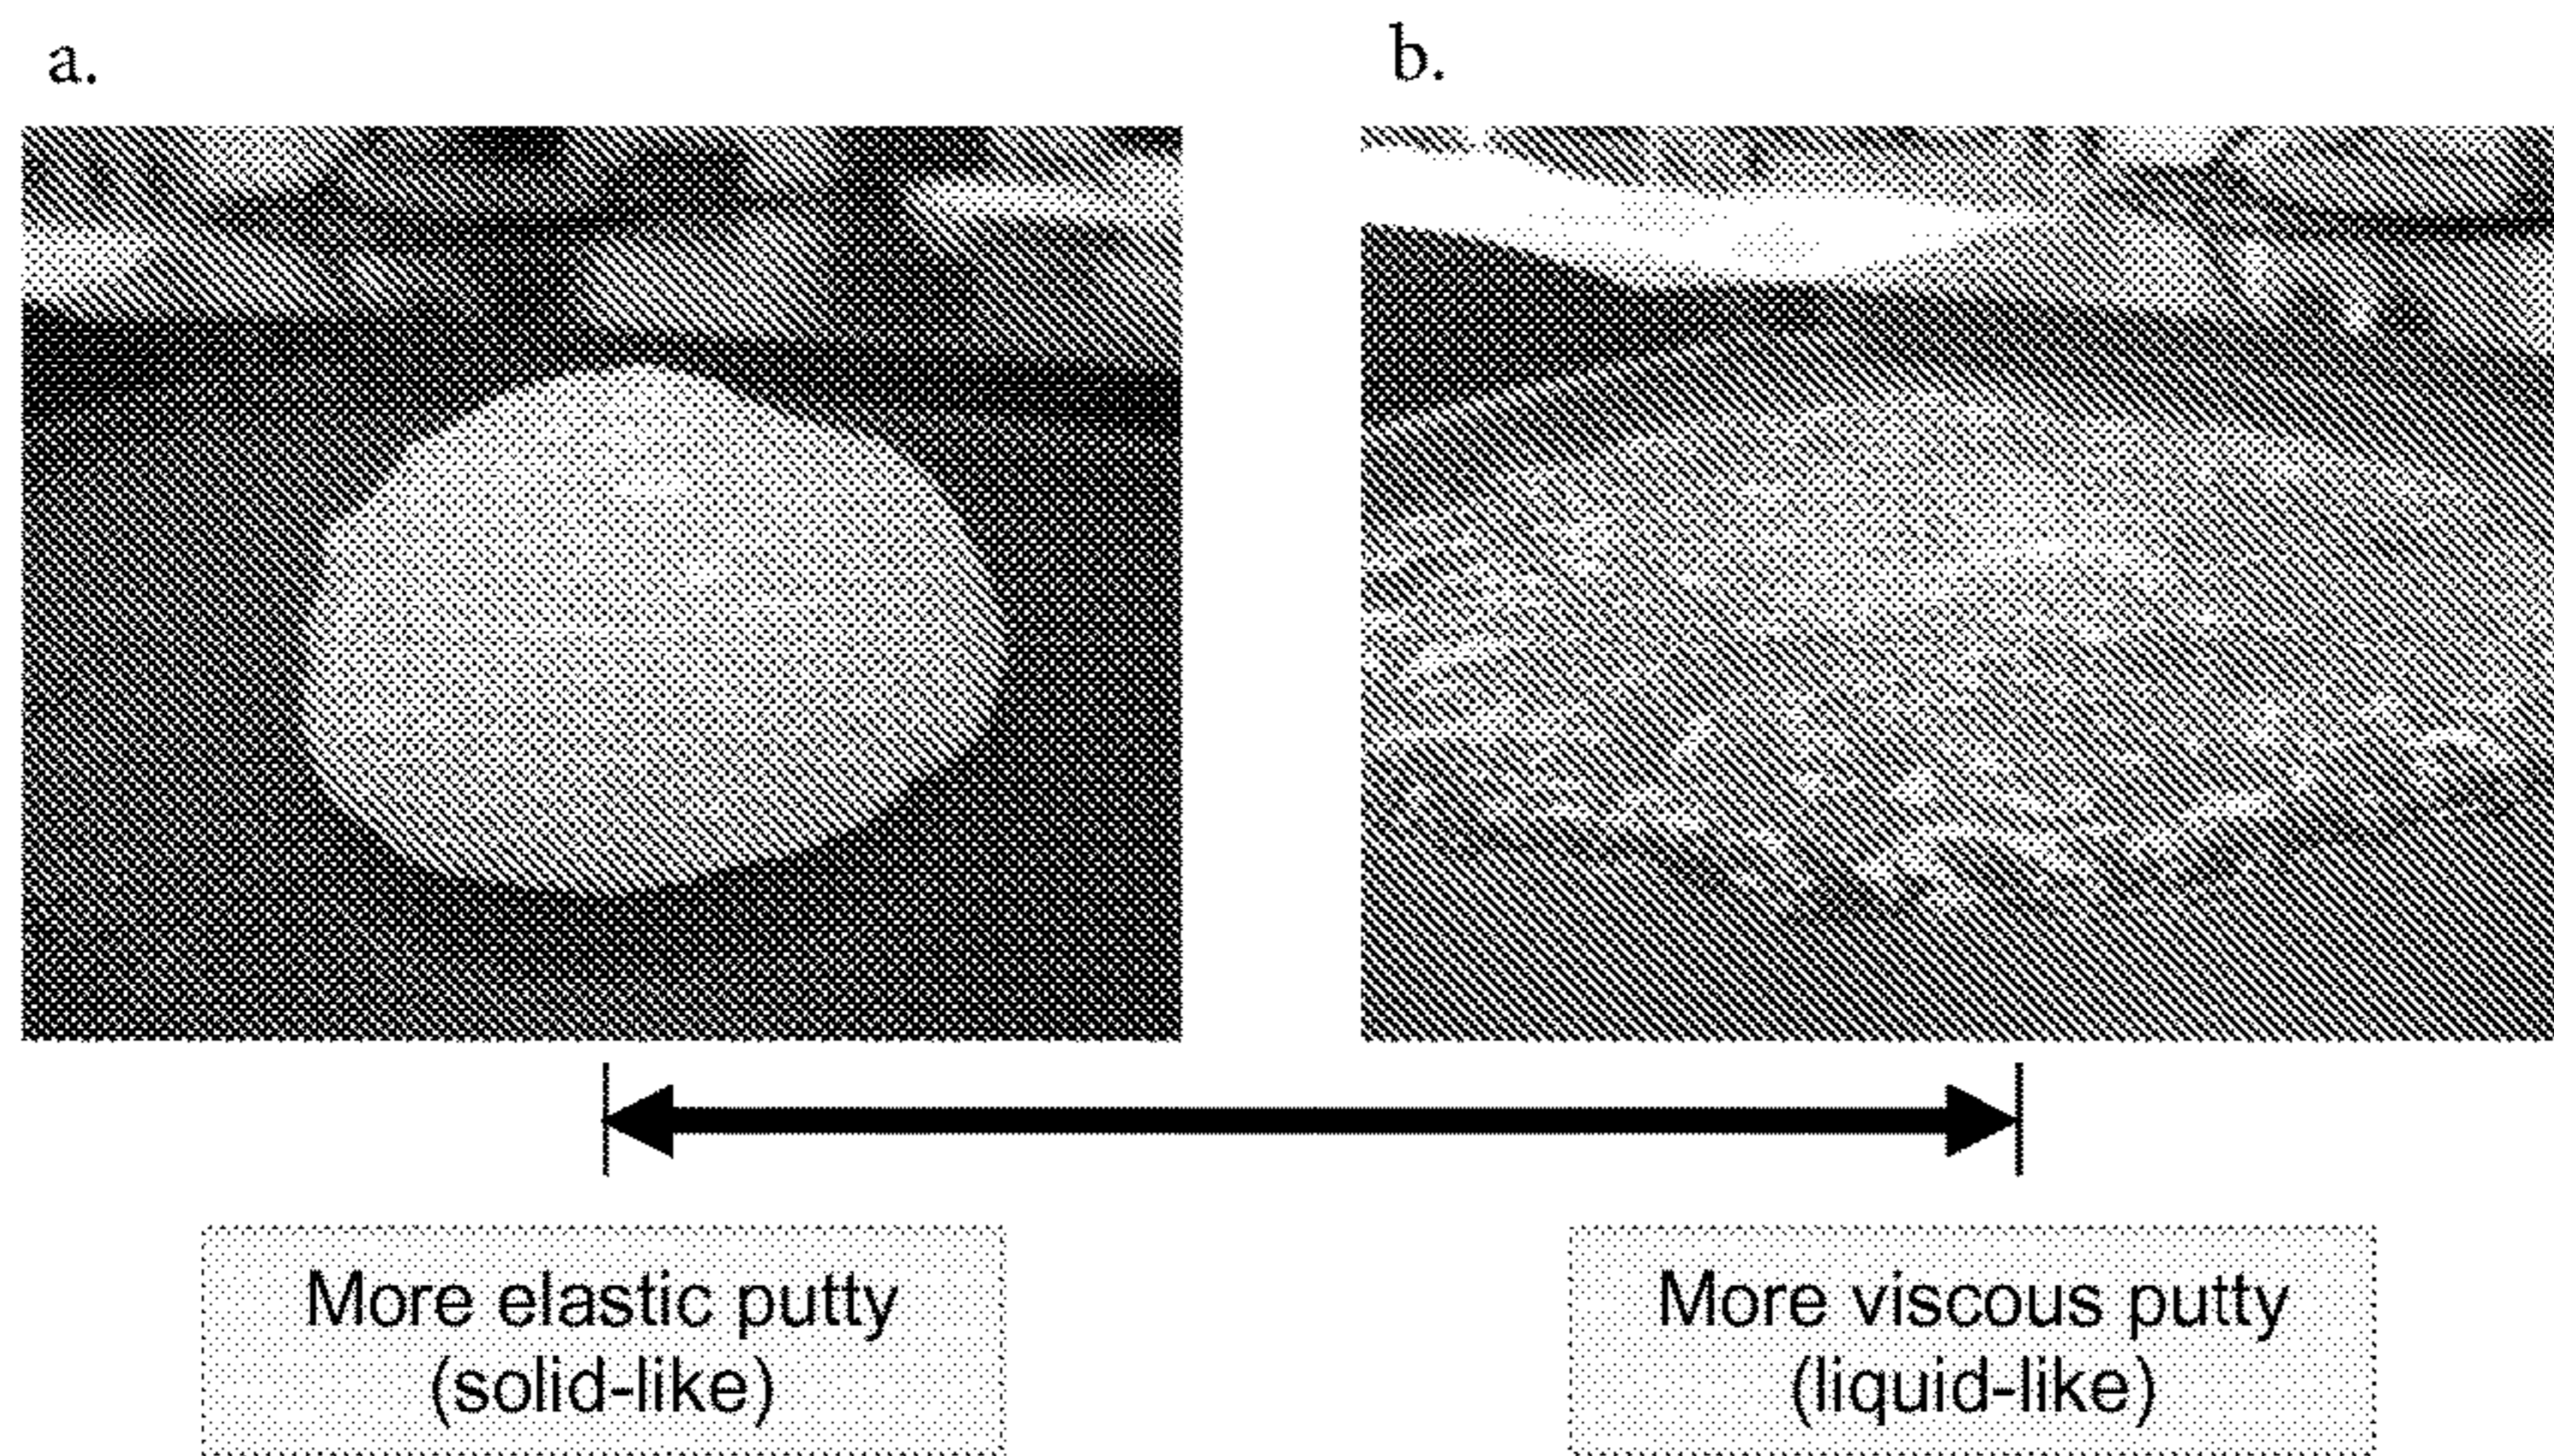 a.
b.
More elastic putty
(solid-like)
More viscous putty
(liquid-like)